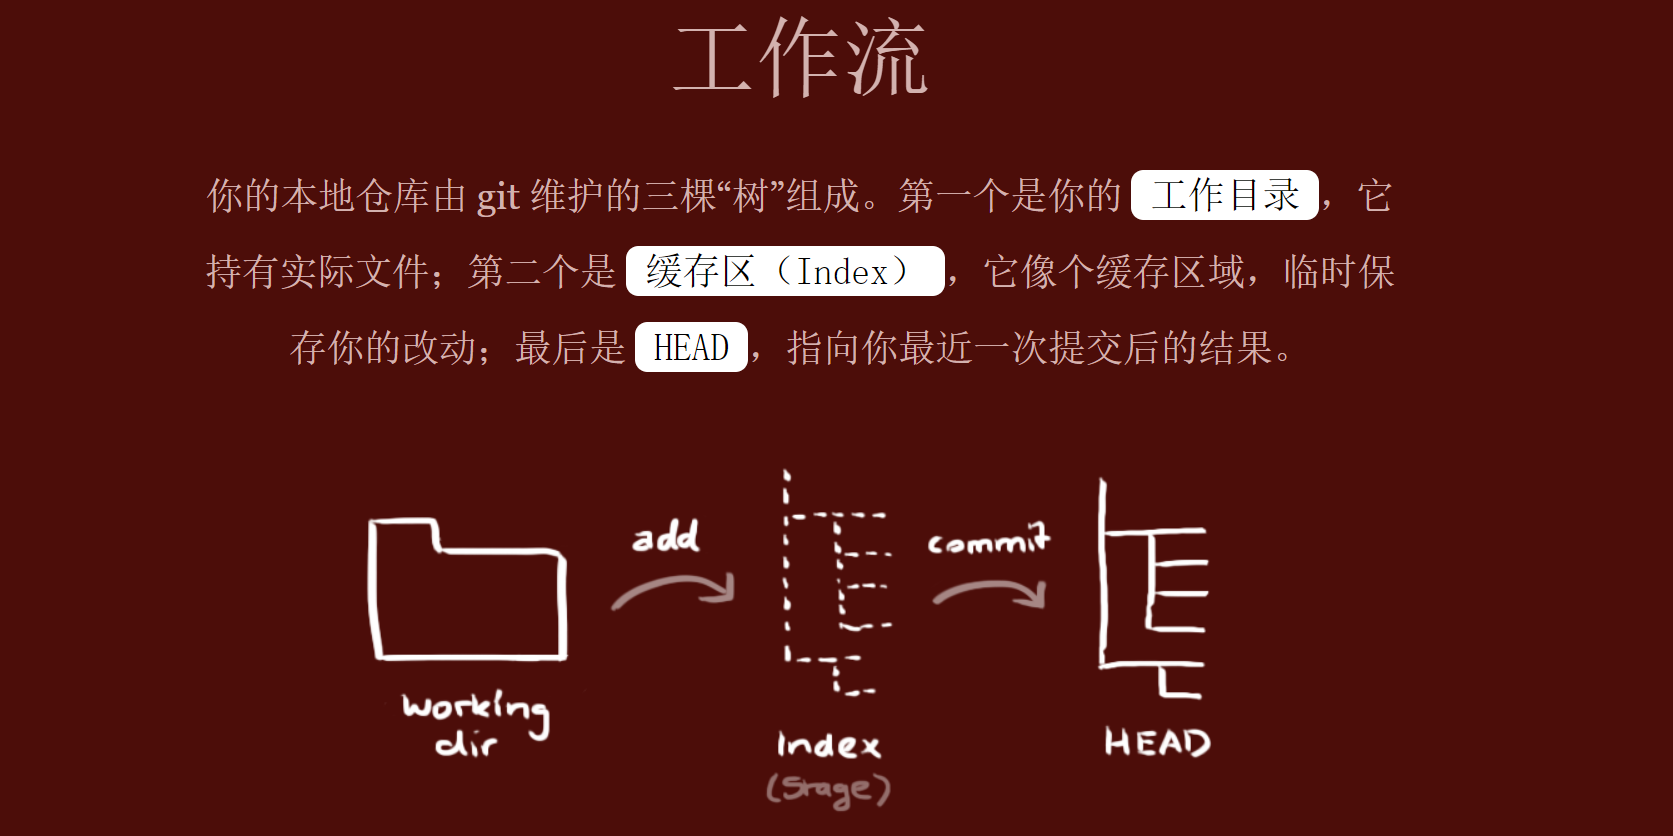 工作流
你的本地仓库由 git 维护的三棵“树”组成。第一个是你的 工作目录，它
持有实际文件；第二个是 缓存区（Index），它像个缓存区域，临时保
存你的改动；最后是 HEAD，指向你最近一次提交后的结果。
add
commit
working
dir
Index
(Stage)
HEAD